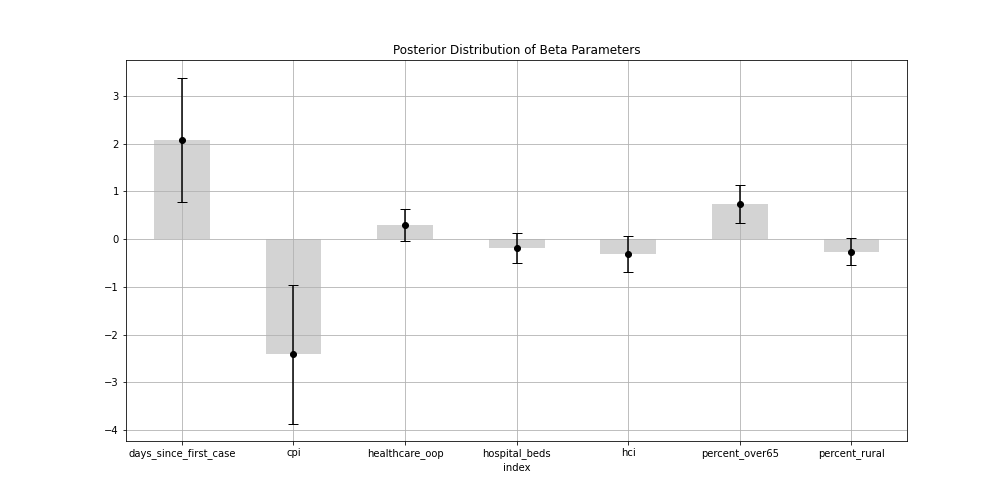 Posterior Distribution of Beta Parameters
3
2
1
0
−1
−2
−3
−4
days_since_first_case cpi healthcare_oop hospital_beds hci percent_over65 percent_rural
index